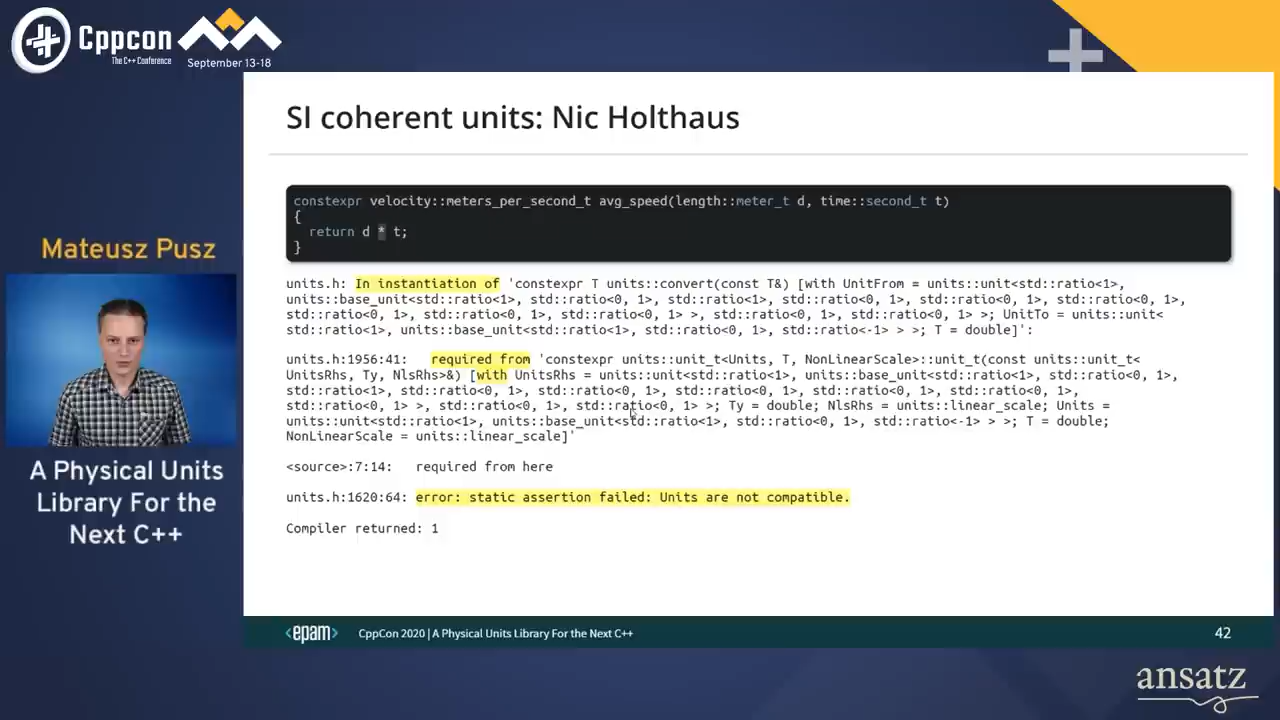 Cppcon
The C++ Conference
September 13-18
SI coherent units: Nic Holthaus
constexpr velocity::meters_per_second_t avg_speed(length::meter_t d, time::second_t t)
{
  return d * t;
}
Mateusz Pusz
A Physical Units
Library For the
Next C++
units.h: In instantiation of 'constexpr T units::convert(const T&) [with UnitFrom = units::unit<std::ratio<1>,
units::base_unit<std::ratio<1>, std::ratio<0, 1>, std::ratio<1>, std::ratio<0, 1>, std::ratio<0, 1>,
std::ratio<0, 1>, std::ratio<0, 1>, std::ratio<0, 1> >, std::ratio<0, 1>, std::ratio<0, 1> >; UnitTo = units::unit<
std::ratio<1>, units::base_unit<std::ratio<1>, std::ratio<0, 1>, std::ratio<-1> > >; T = double]':
units.h:1956:41: required from 'constexpr units::unit_t<Units, T, NonLinearScale>::unit_t(const units::unit_t<
UnitsRhs, Ty, NlsRhs>&) [with UnitsRhs = units::unit<std::ratio<1>, units::base_unit<std::ratio<1>, std::ratio<0, 1>,
std::ratio<1>, std::ratio<0, 1>, std::ratio<0, 1>, std::ratio<0, 1>, std::ratio<0, 1>,
std::ratio<0, 1> >, std::ratio<0, 1>, std::ratio<0, 1> >; Ty = double; NlsRhs = units::linear_scale; Units =
units::unit<std::ratio<1>, units::base_unit<std::ratio<1>, std::ratio<0, 1>, std::ratio<-1> > >; T = double;
NonLinearScale = units::linear_scale]'
<source>:7:14: required from here
units.h:1620:64: error: static assertion failed: Units are not compatible.
Compiler returned: 1
<epam> CppCon 2020 | A Physical Units Library For the Next C++ 42
ansatz